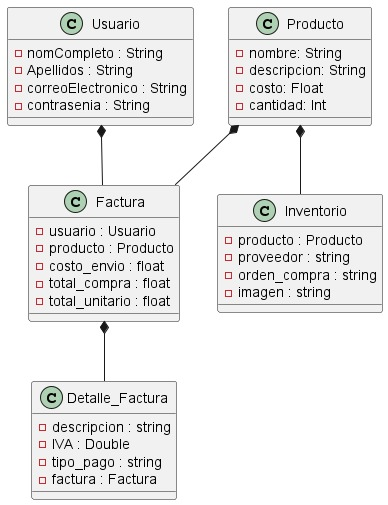 C Usuario
nomCompleto : String
Apellidos : String
correoElectronico : String
contrasenia : String
C Producto
nombre: String
descripcion: String
costo: Float
cantidad: Int
C Factura
usuario : Usuario
producto : Producto
costo_envio : float
total_compra : float
total_unitario : float
C Inventorio
producto : Producto
proveedor : string
orden_compra : string
imagen : string
C Detalle_Factura
descripcion : string
IVA : Double
tipo_pago : string
factura : Factura